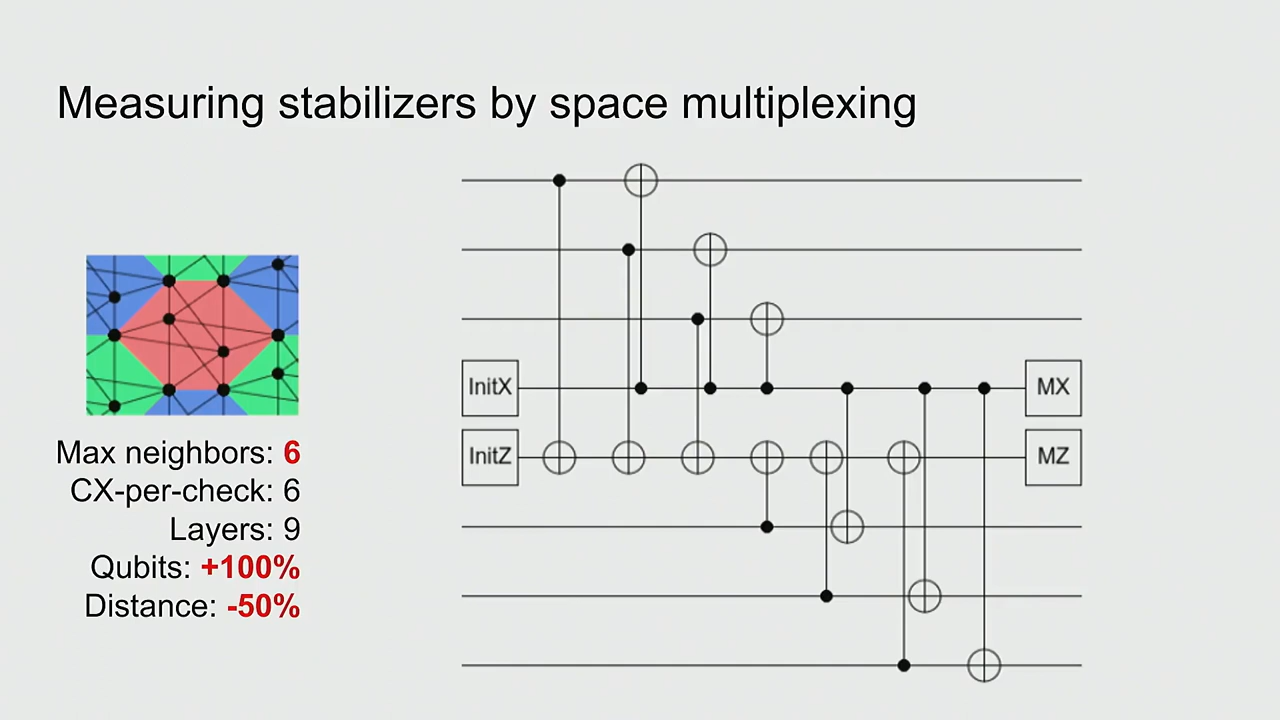 Measuring stabilizers by space multiplexing
InitX
MX
InitZ
MZ
Max neighbors: 6
CX-per-check: 6
Layers: 9
Qubits: +100%
Distance: -50%